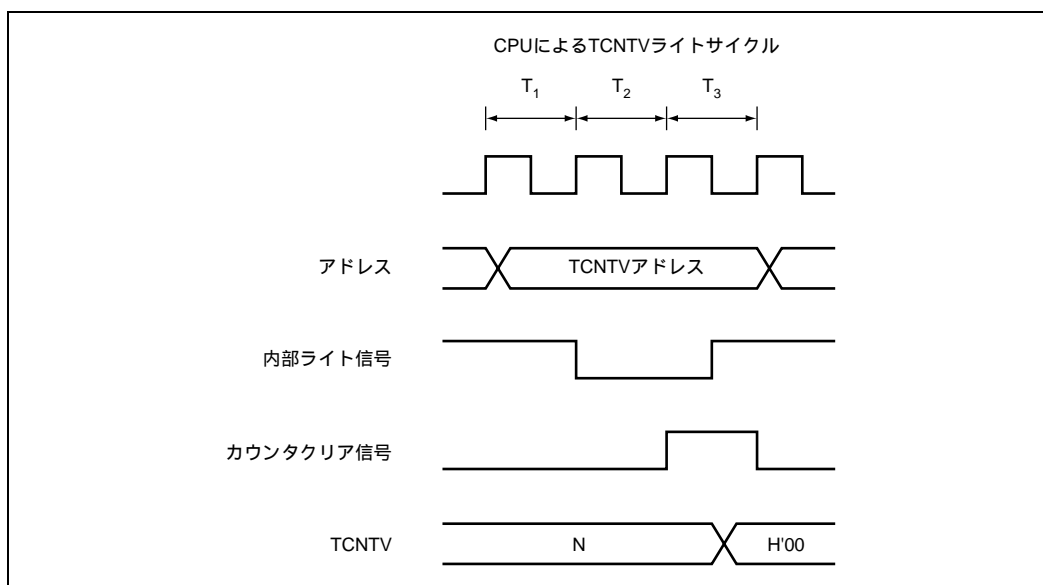 CPUによるTCNTVライトサイクル
T1 T2 T3
アドレス TCNTVアドレス
内部ライト信号
カウンタクリア信号
TCNTV N H'00